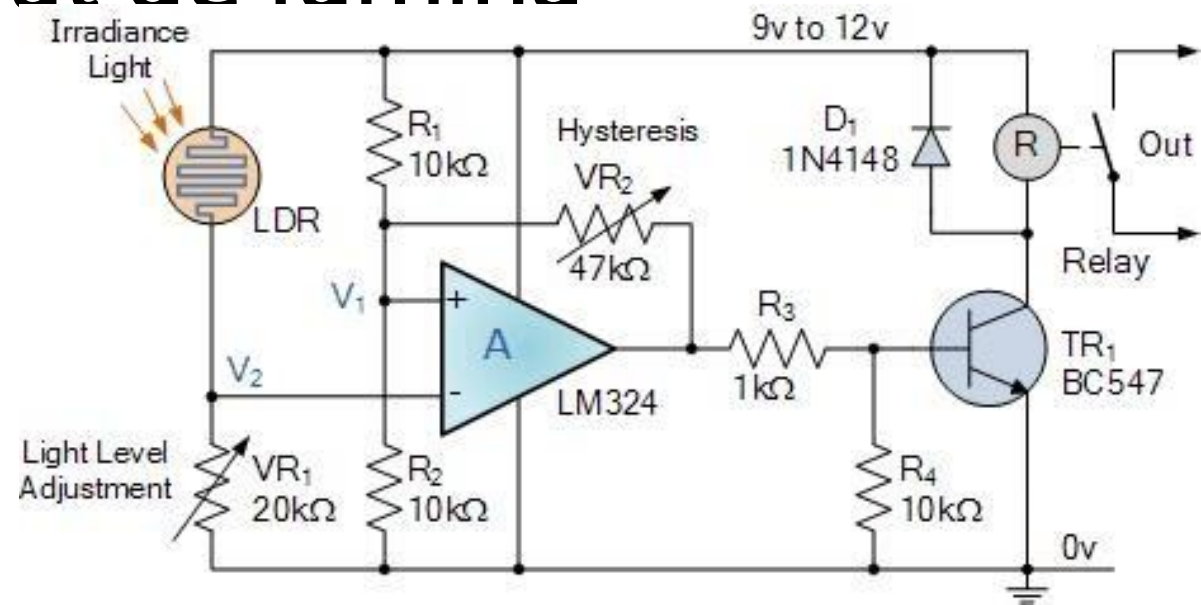 Irradiance
Light
9v to 12v
R₁
10kΩ
Hysteresis
VR₂
47kΩ
D₁
1N4148
R
Out
LDR
Relay
V₁
+
A
-
LM324
R₃
1kΩ
TR₁
BC547
V₂
Light Level
Adjustment
VR₁
20kΩ
R₂
10kΩ
R₄
10kΩ
0v